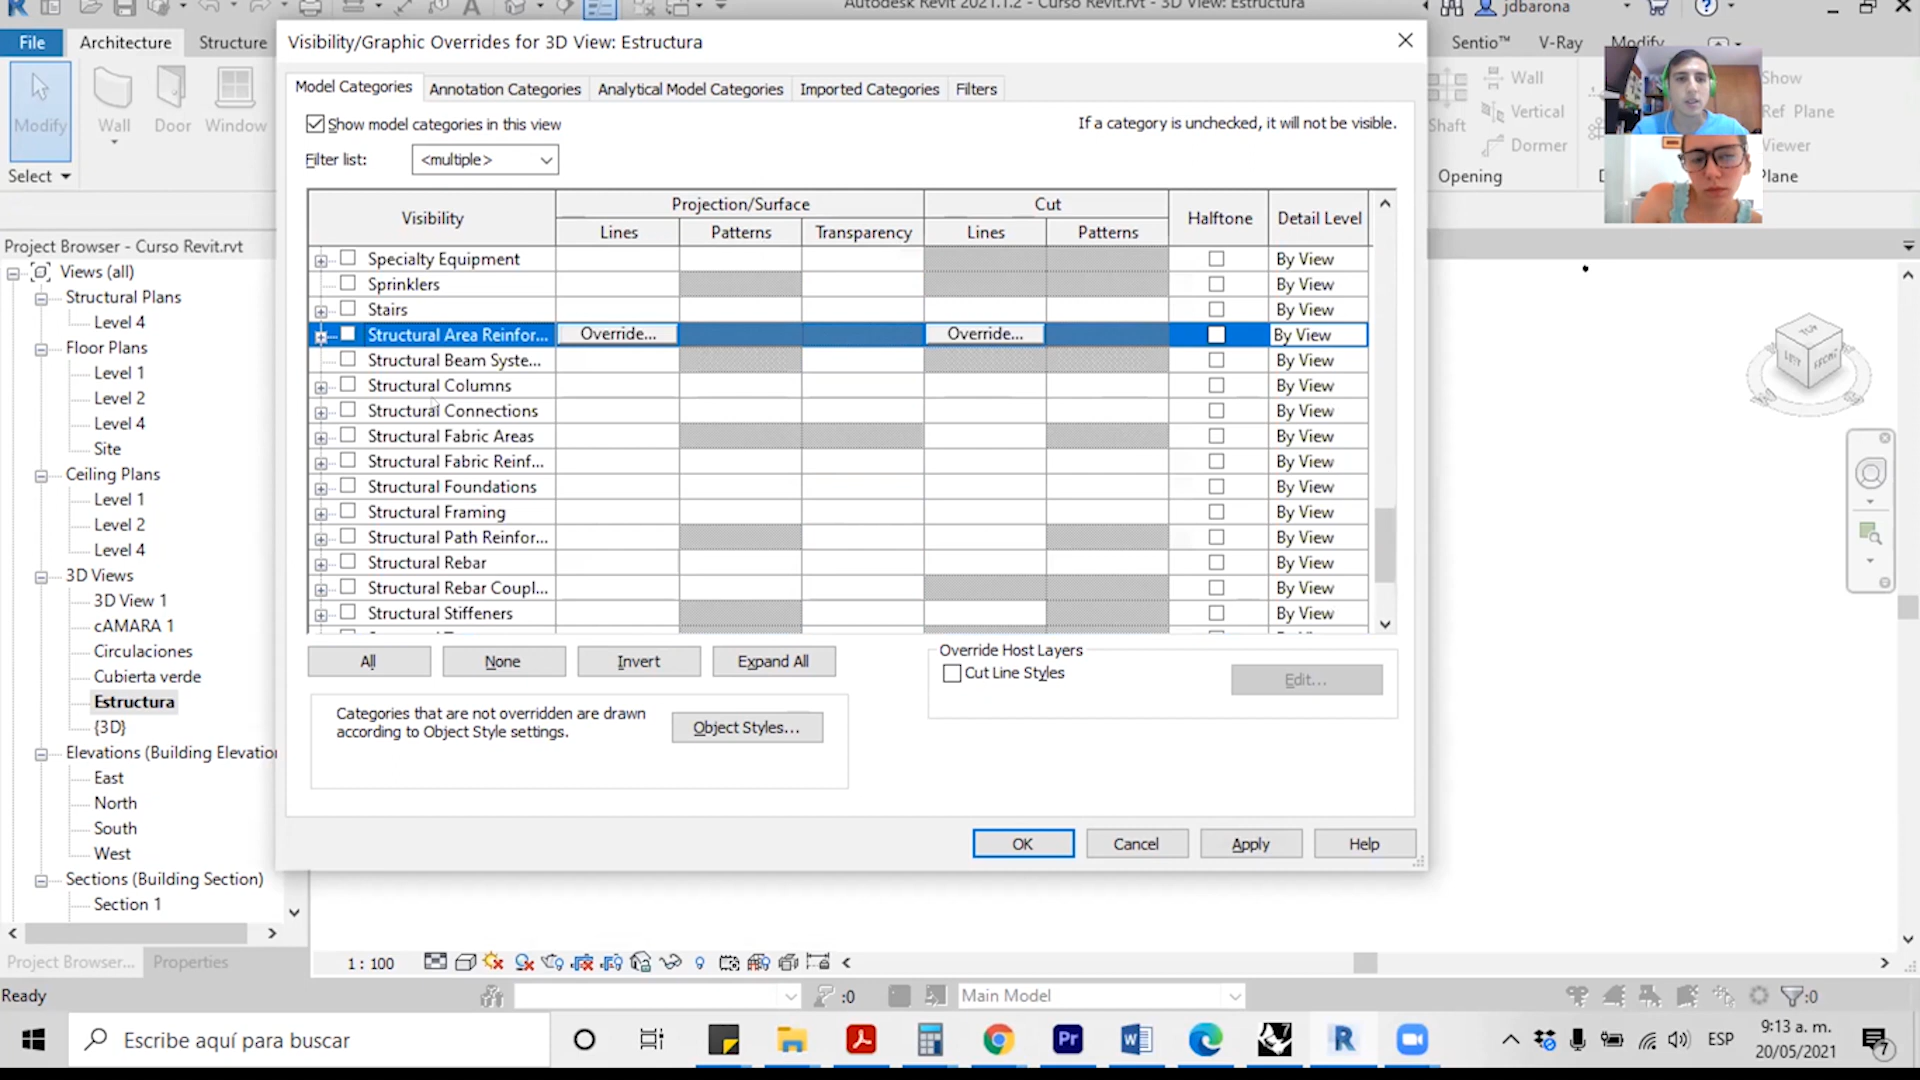 Autodesk Revit 2021.1.2 - Curso Revit.rvt - 3D View: Estructura
jdbarona
File
Architecture
Structure
Sentio™
V-Ray
Modify
Visibility/Graphic Overrides for 3D View: Estructura
Modify
Wall
Door
Window
Select
Shaft
Wall
Vertical
Dormer
Opening
Show
Ref Plane
Viewer
Plane
Model Categories
Annotation Categories
Analytical Model Categories
Imported Categories
Filters
Show model categories in this view
If a category is unchecked, it will not be visible.
Filter list:
<multiple>
Visibility
Projection/Surface
Cut
Halftone
Detail Level
Lines
Patterns
Transparency
Lines
Patterns
Specialty Equipment By View
Sprinklers By View
Stairs By View
Structural Area Reinfor... Override... Override... By View
Structural Beam Syste... By View
Structural Columns By View
Structural Connections By View
Structural Fabric Areas By View
Structural Fabric Reinf... By View
Structural Foundations By View
Structural Framing By View
Structural Path Reinfor... By View
Structural Rebar By View
Structural Rebar Coupl... By View
Structural Stiffeners By View
All
None
Invert
Expand All
Override Host Layers
Cut Line Styles
Edit...
Categories that are not overridden are drawn
according to Object Style settings.
Object Styles...
OK
Cancel
Apply
Help
Project Browser - Curso Revit.rvt
Views (all)
Structural Plans
Level 4
Floor Plans
Level 1
Level 2
Level 4
Site
Ceiling Plans
Level 1
Level 2
Level 4
3D Views
3D View 1
cAMARA 1
Circulaciones
Cubierta verde
Estructura
{3D}
Elevations (Building Elevatio
East
North
South
West
Sections (Building Section)
Section 1
Project Browser...
Properties
TOP
LEFT
FRONT
1 : 100
Ready
:0
Main Model
:0
Escribe aquí para buscar
Pr
ESP
9:13 a. m.
20/05/2021
7